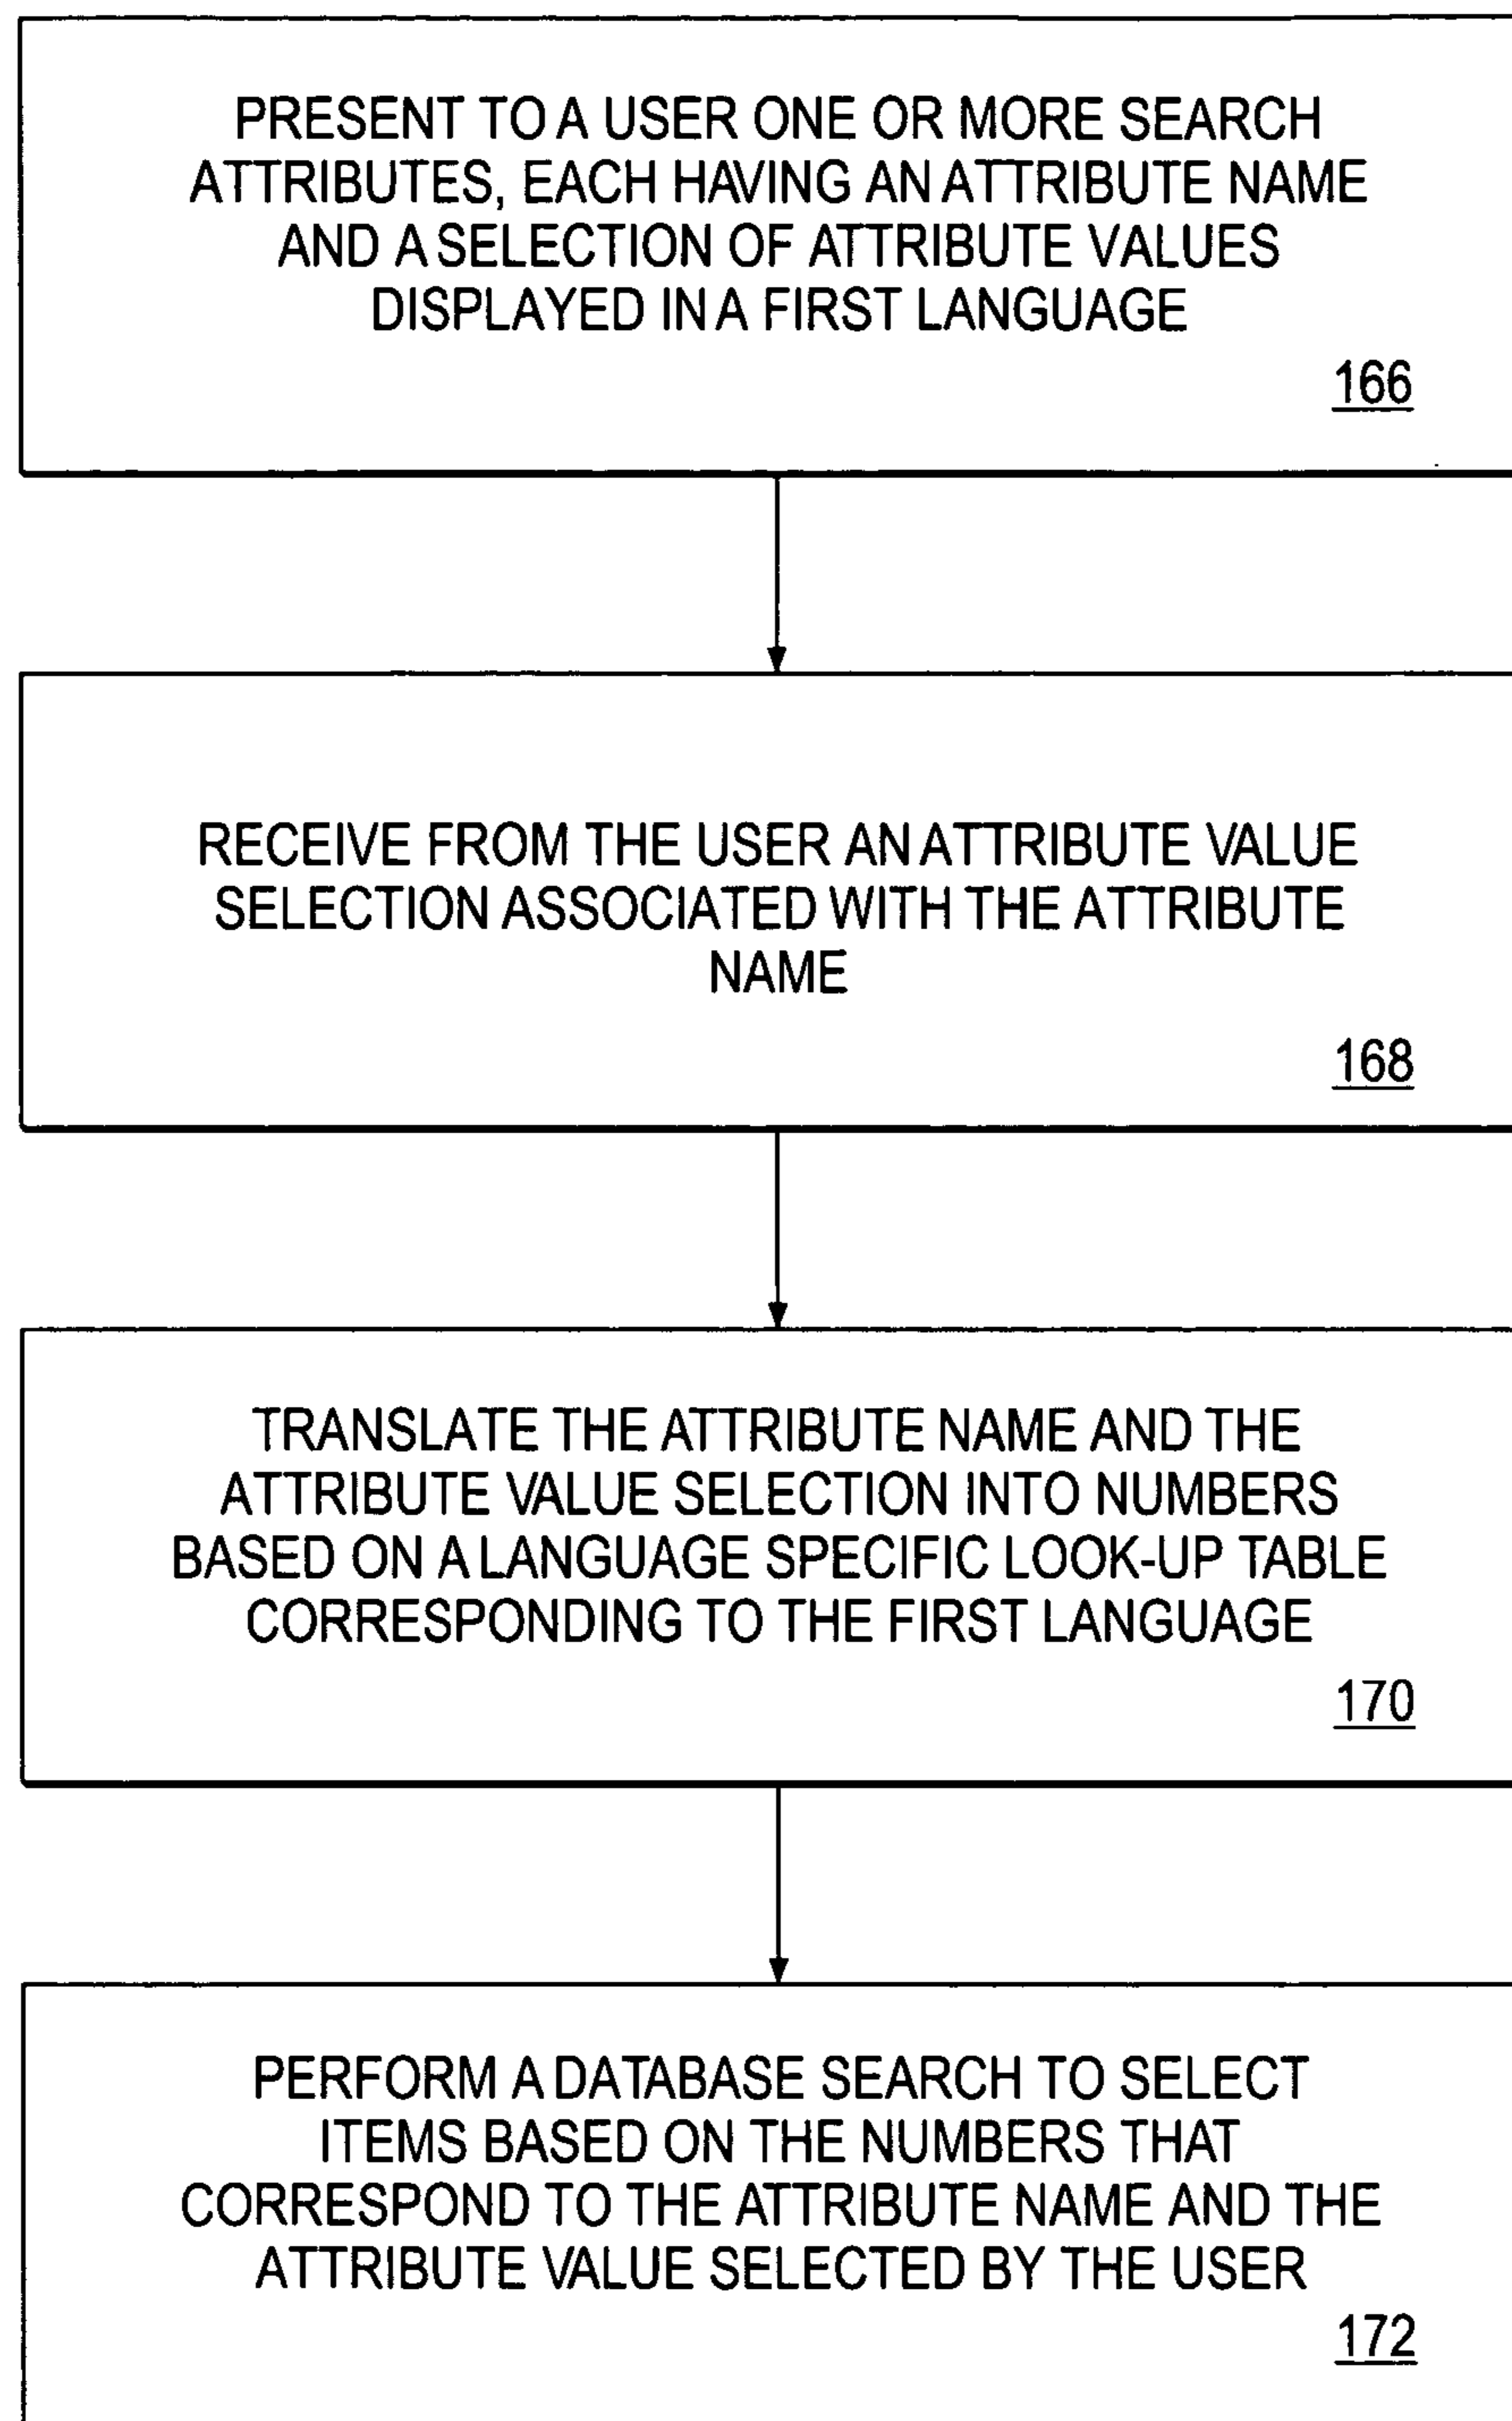 PRESENT TO A USER ONE OR MORE SEARCH
ATTRIBUTES, EACH HAVING AN ATTRIBUTE NAME
AND A SELECTION OF ATTRIBUTE VALUES
DISPLAYED IN A FIRST LANGUAGE
166
RECEIVE FROM THE USER AN ATTRIBUTE VALUE
SELECTION ASSOCIATED WITH THE ATTRIBUTE
NAME
168
TRANSLATE THE ATTRIBUTE NAME AND THE
ATTRIBUTE VALUE SELECTION INTO NUMBERS
BASED ON A LANGUAGE SPECIFIC LOOK-UP TABLE
CORRESPONDING TO THE FIRST LANGUAGE
170
PERFORM A DATABASE SEARCH TO SELECT
ITEMS BASED ON THE NUMBERS THAT
CORRESPOND TO THE ATTRIBUTE NAME AND THE
ATTRIBUTE VALUE SELECTED BY THE USER
172